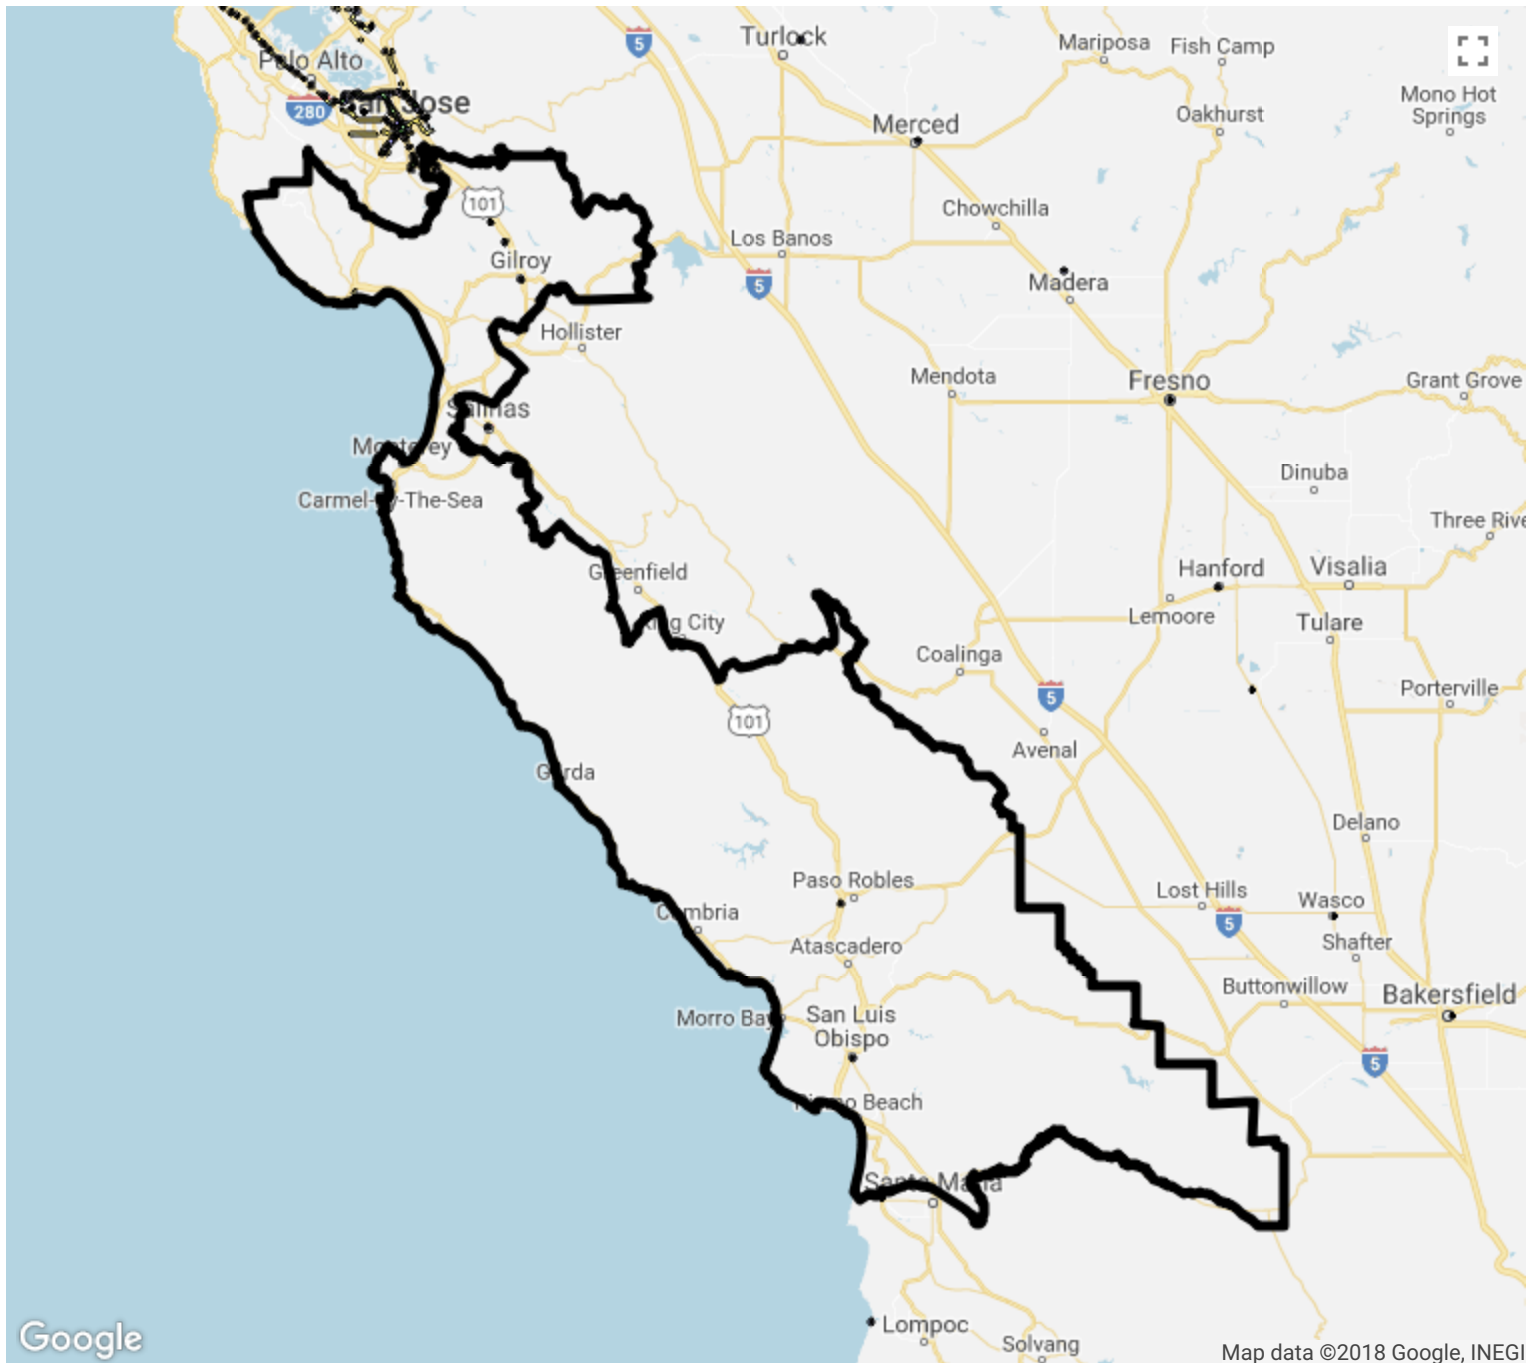 Turlock
Mariposa
Fish Camp
Palo Alto
5
San Jose
280
Mono Hot
Springs
Oakhurst
Merced
101
Chowchilla
Los Banos
Gilroy
5
Madera
Hollister
Mendota
Fresno
Grant Grove
Salinas
Monterey
Dinuba
Carmel-By-The-Sea
Three Rive
Greenfield
Hanford
Visalia
Lemoore
King City
Tulare
Coalinga
5
Porterville
101
Avenal
Gorda
Delano
Paso Robles
Lost Hills
Wasco
Cambria
5
Atascadero
Shafter
Buttonwillow
Bakersfield
Morro Bay
San Luis
Obispo
5
Pismo Beach
Santa Maria
Lompoc
Google
Solvang
Map data ©2018 Google, INEGI